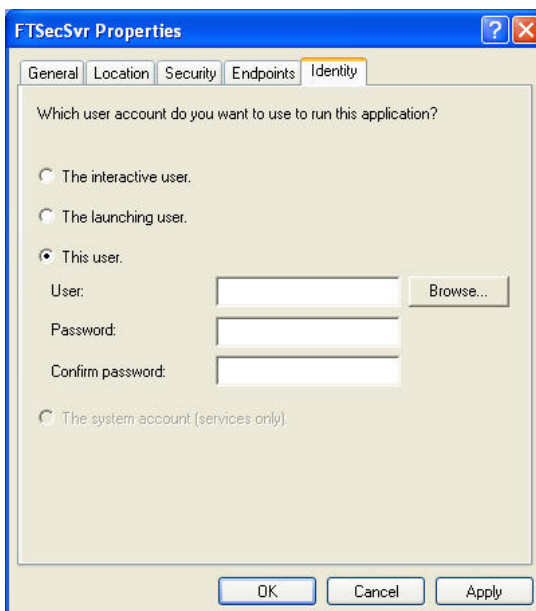 FTSecSvr Properties
?
General Location Security Endpoints Identity
Which user account do you want to use to run this application?
The interactive user.
The launching user.
This user.
User: Browse...
Password:
Confirm password:
The system account (services only).
OK Cancel Apply